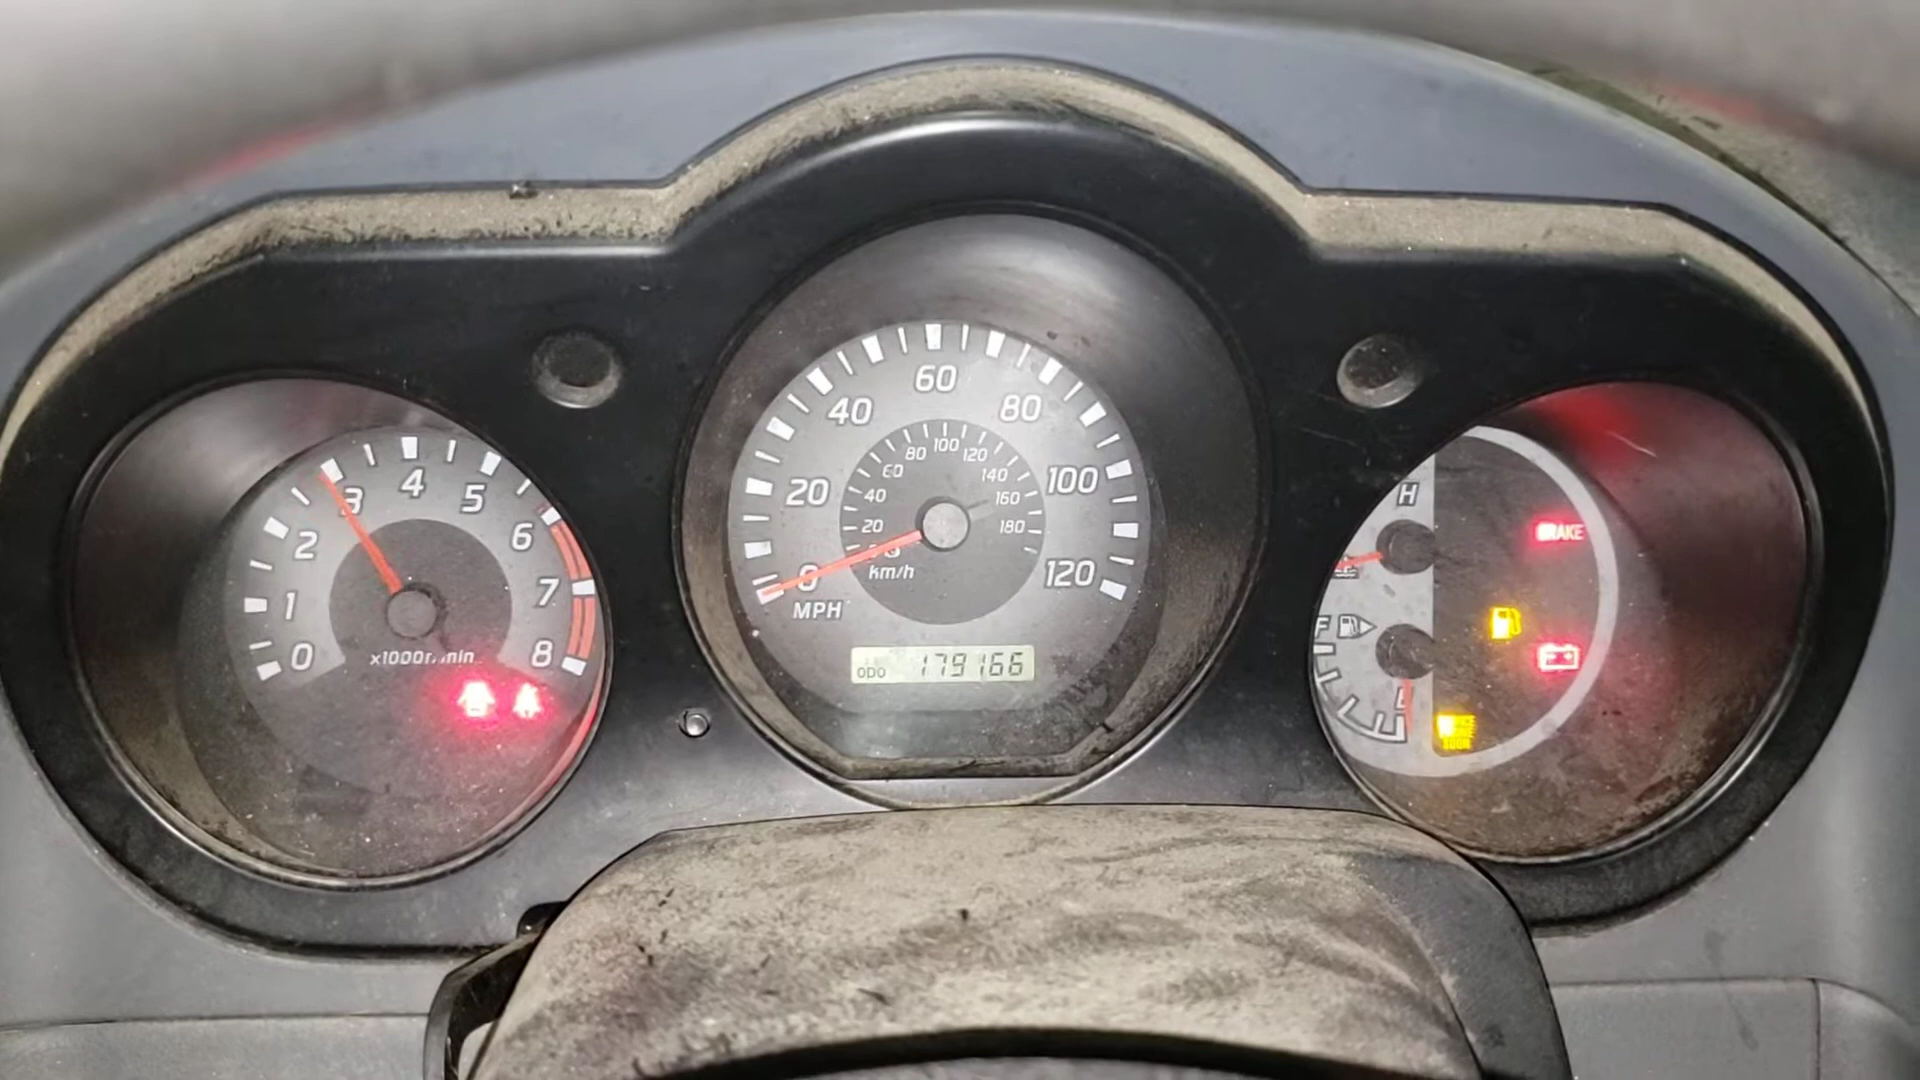 0 1 2 3 4 5 6 7 8
x1000r/min
0 20 40 60 80 100 120
MPH
20 40 60 80 100 120 140 160 180
km/h
ODO 179166
H
F
BRAKE